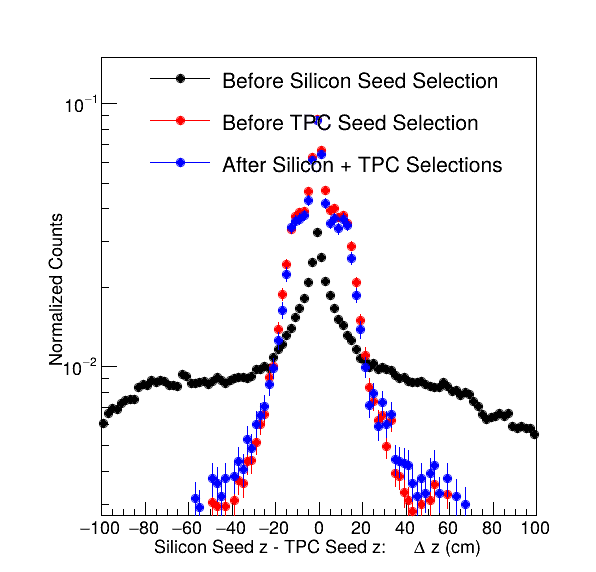 Before Silicon Seed Selection
10⁻¹
Before TPC Seed Selection
After Silicon + TPC Selections
Normalized Counts
10⁻²
−100 −80 −60 −40 −20 0 20 40 60 80 100
Silicon Seed z - TPC Seed z: Δ z (cm)